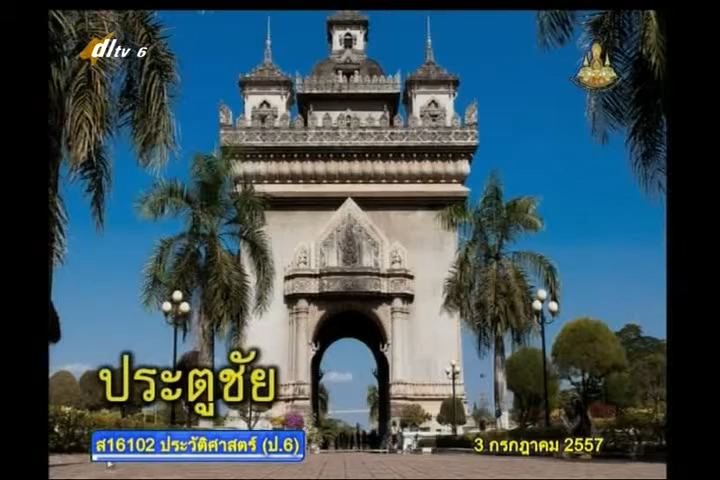 dltv 6
ประตูชัย
ส16102 ประวัติศาสตร์ (ป.6)
3 กรกฎาคม 2557